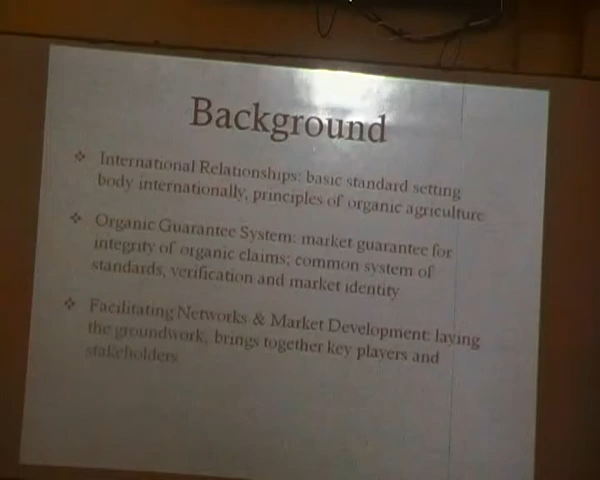 Background
❖ International Relationships: basic standard setting
body internationally, principles of organic agriculture
❖ Organic Guarantee System: market guarantee for
integrity of organic claims; common system of
standards, verification and market identity
❖ Facilitating Networks & Market Development: laying
the groundwork, brings together key players and
stakeholders